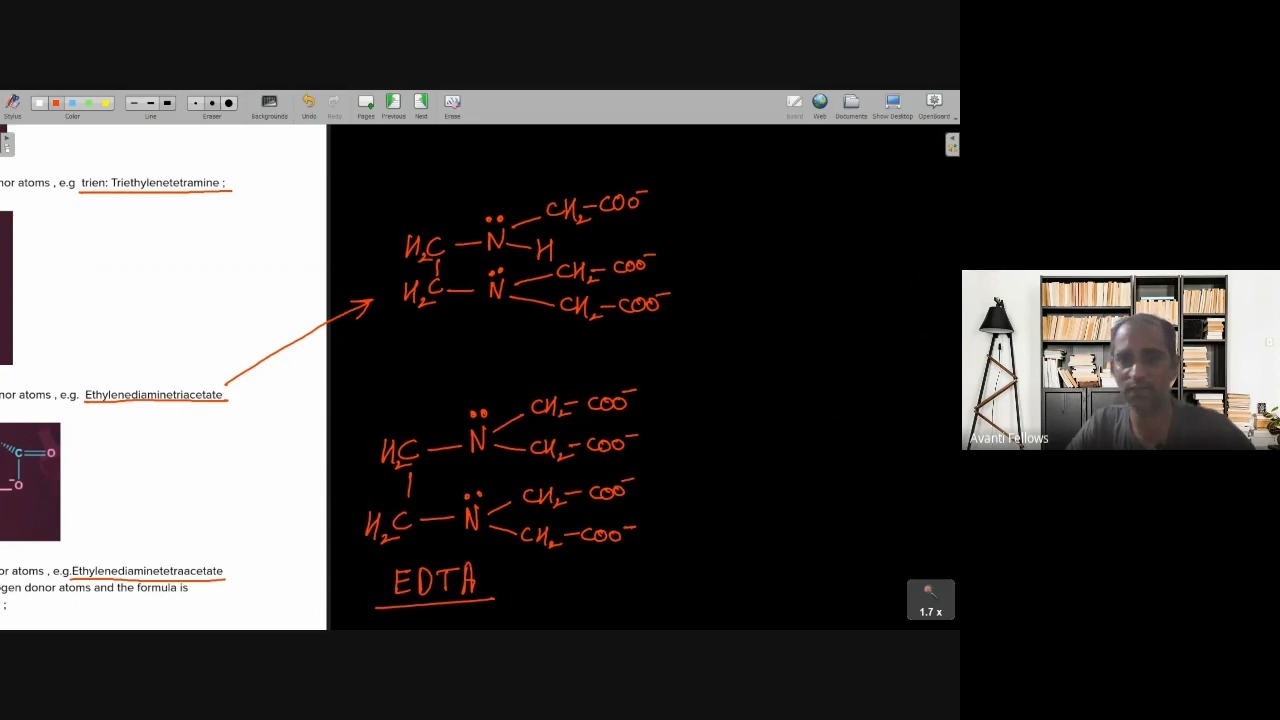 Stylus Color Line Eraser Backgrounds Undo Redo Pages Previous Next Erase Board Web Documents Show Desktop OpenBoard
nor atoms , e.g trien: Triethylenetetramine ;
nor atoms , e.g. Ethylenediaminetriacetate
C=O
O
or atoms , e.g.Ethylenediaminetetraacetate
ogen donor atoms and the formula is
;
CH₂-COO⁻
H₂C — N
H
CH₂- COO⁻
H₂C — N
CH₂-COO⁻
CH₂- COO⁻
H₂C — N
CH₂- COO⁻
CH₂- COO⁻
H₂C — N
CH₂-COO⁻
EDTA
1.7 x
Avanti Fellows